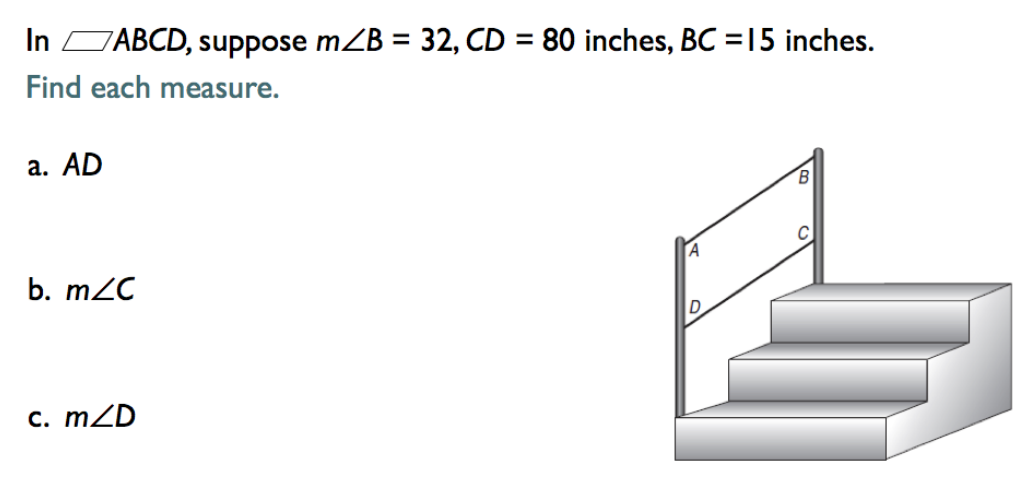 In ▱ABCD, suppose m∠B = 32, CD = 80 inches, BC =15 inches.
Find each measure.
a. AD
b. m∠C
c. m∠D
B
C
A
D